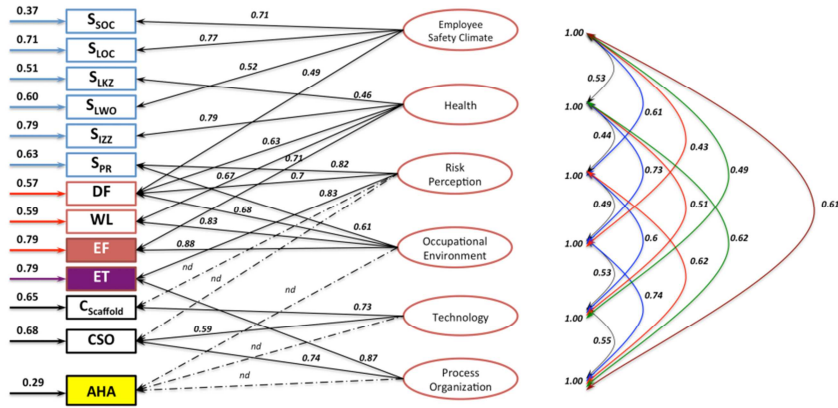 0.37
S_SOC
0.71
S_LOC
0.51
S_LKZ
0.60
S_LWO
0.79
S_IZZ
0.63
S_PR
0.57
DF
0.59
WL
0.79
EF
0.79
ET
0.65
C_Scaffold
0.68
CSO
0.29
AHA
0.71
0.77
0.52
0.49
0.46
0.79
0.63
0.71
0.67
0.82
0.7
0.83
0.68
0.83
0.61
0.88
nd
nd
nd
0.73
0.59
nd
0.74
0.87
nd
Employee
Safety Climate
Health
Risk
Perception
Occupational
Environment
Technology
Process
Organization
1.00
0.53
1.00
0.61
0.44
0.43
1.00
0.73
0.49
0.49
0.51
0.61
1.00
0.6
0.62
0.53
0.62
1.00
0.74
0.55
1.00